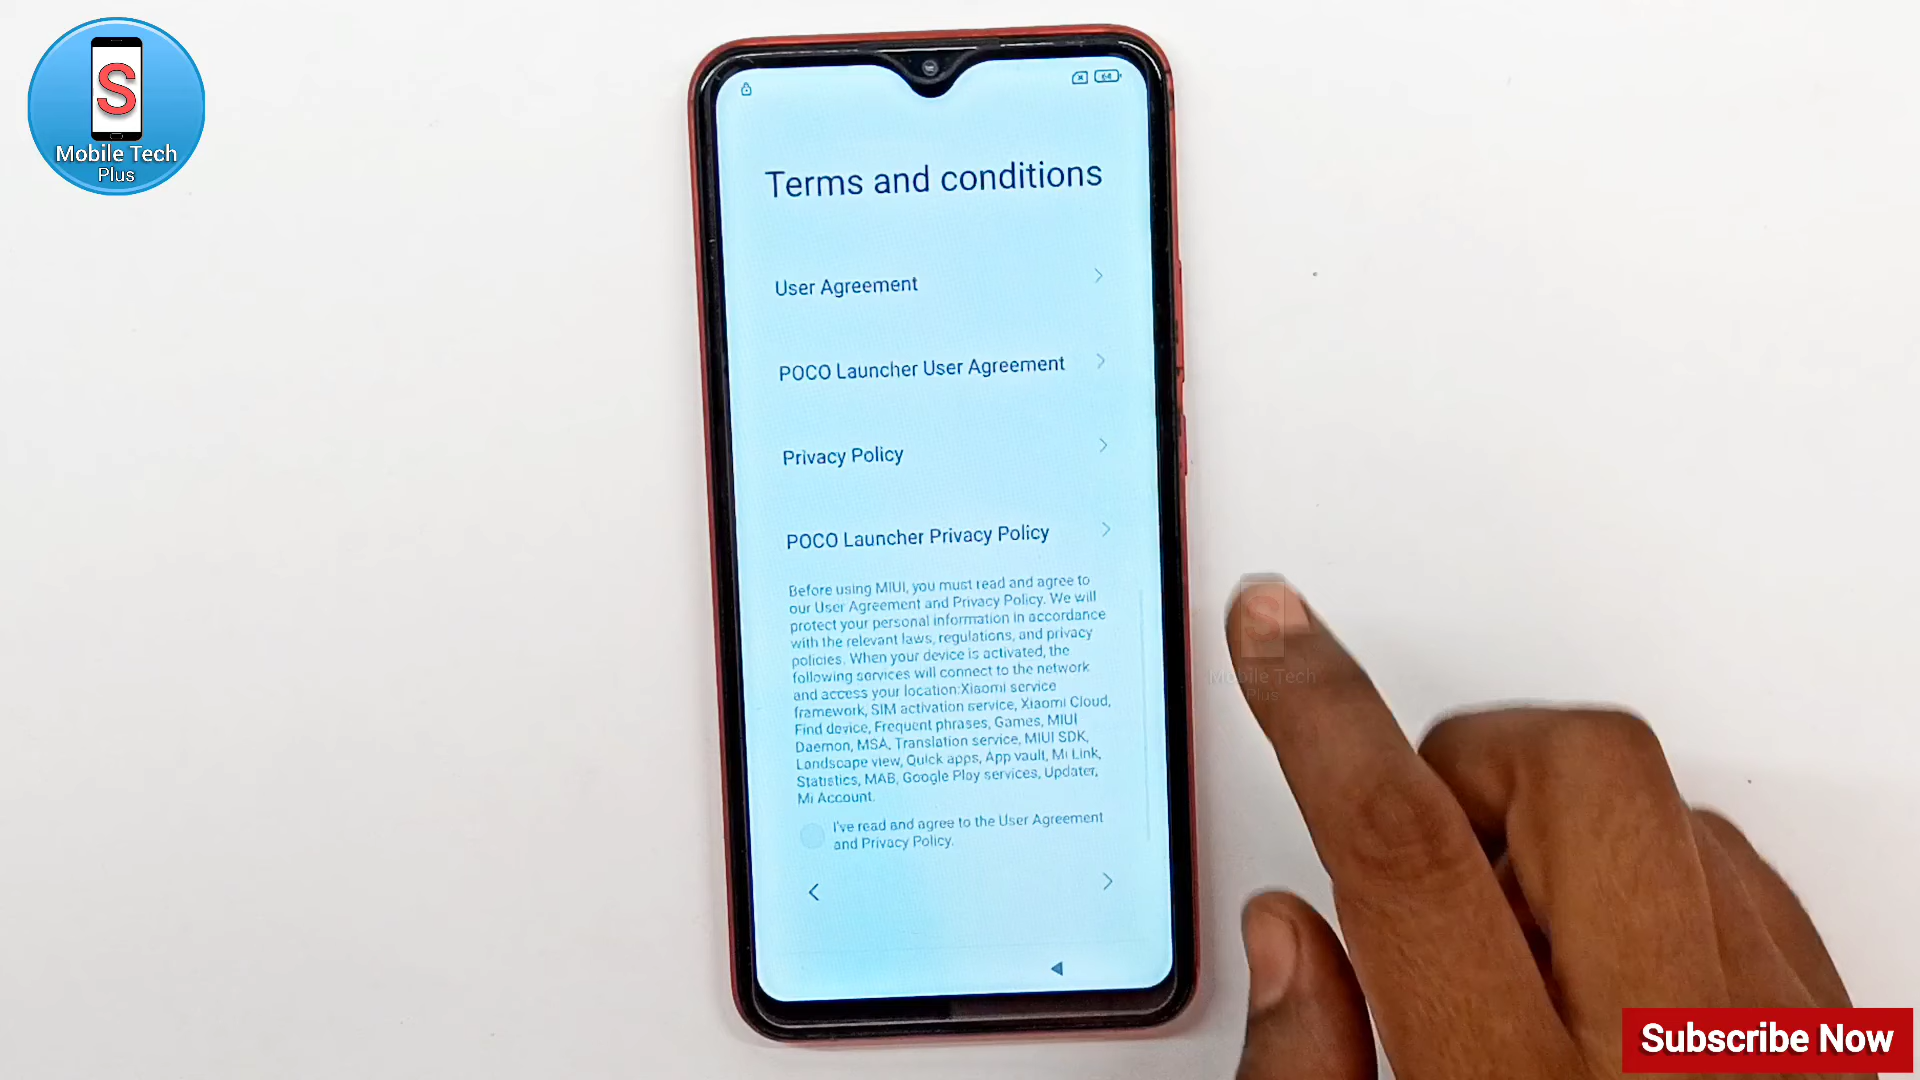 S
Mobile Tech
Plus
64
Terms and conditions
User Agreement
POCO Launcher User Agreement
Privacy Policy
POCO Launcher Privacy Policy
Before using MIUI, you must read and agree to
our User Agreement and Privacy Policy. We will
protect your personal information in accordance
with the relevant laws, regulations, and privacy
policies. When your device is activated, the
following services will connect to the network
and access your location:Xiaomi service
framework, SIM activation service, Xiaomi Cloud,
Find device, Frequent phrases, Games, MIUI
Daemon, MSA, Translation service, MIUI SDK,
Landscape view, Quick apps, App vault, Mi Link,
Statistics, MAB, Google Play services, Updater,
Mi Account.
I've read and agree to the User Agreement
and Privacy Policy.
S
Mobile Tech
Plus
Subscribe Now